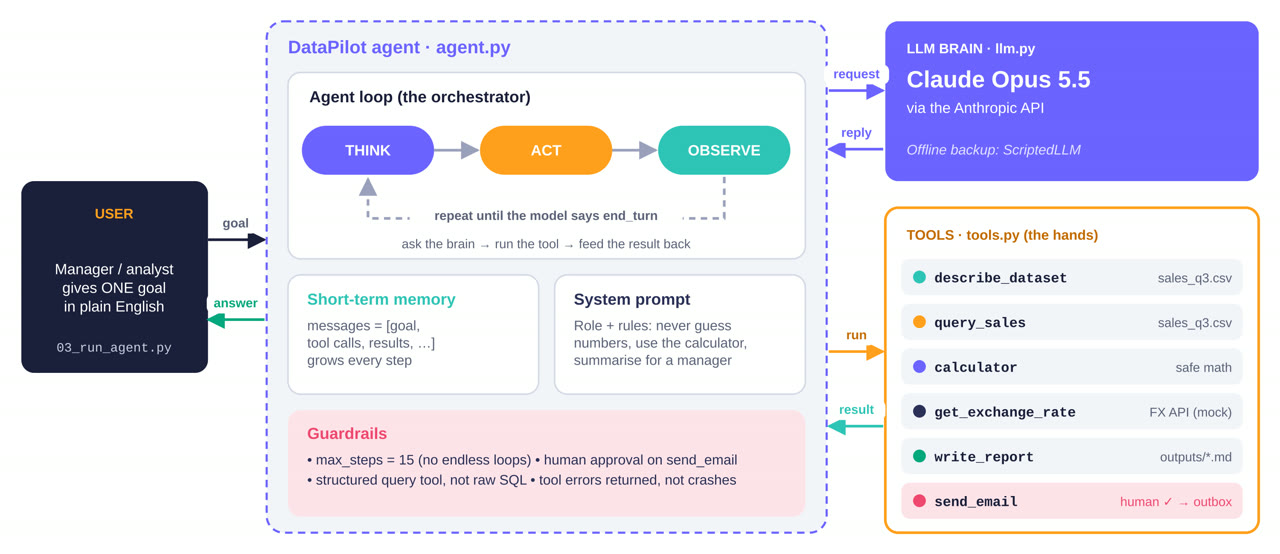 USER
Manager / analyst
gives ONE goal
in plain English
03_run_agent.py
goal
answer
DataPilot agent · agent.py
Agent loop (the orchestrator)
THINK
ACT
OBSERVE
repeat until the model says end_turn
ask the brain → run the tool → feed the result back
Short-term memory
messages = [goal,
tool calls, results, …]
grows every step
System prompt
Role + rules: never guess
numbers, use the calculator,
summarise for a manager
Guardrails
• max_steps = 15 (no endless loops) • human approval on send_email
• structured query tool, not raw SQL • tool errors returned, not crashes
request
reply
run
result
LLM BRAIN · llm.py
Claude Opus 5.5
via the Anthropic API
Offline backup: ScriptedLLM
TOOLS · tools.py (the hands)
describe_dataset sales_q3.csv
query_sales sales_q3.csv
calculator safe math
get_exchange_rate FX API (mock)
write_report outputs/*.md
send_email human ✓ → outbox